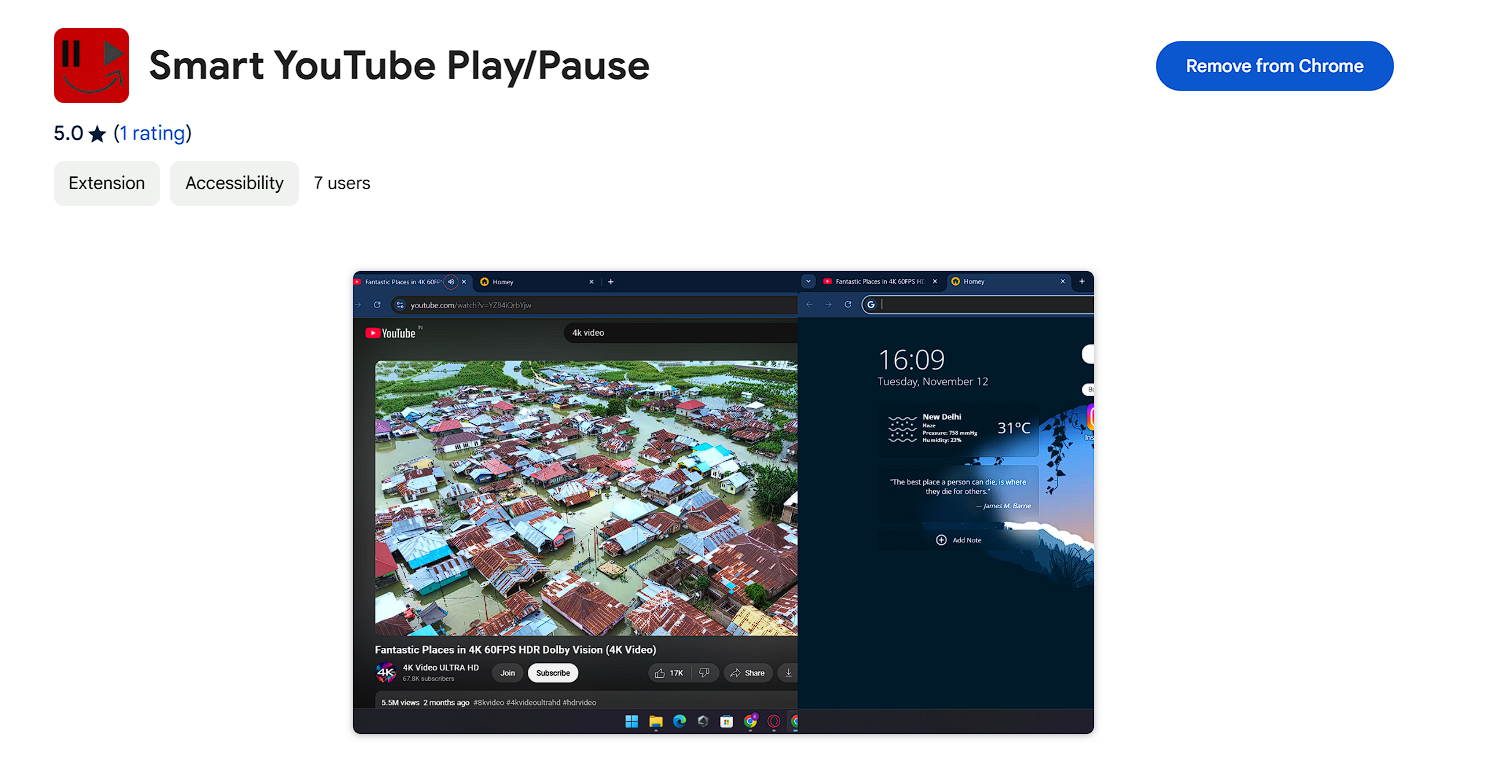 Smart YouTube Play/Pause
Remove from Chrome
5.0 ★ (1 rating)
Extension
Accessibility
7 users
Fantastic Places in 4K 60FP
Homey
youtube.com/watch?v=YZ84iQrbYjw
YouTube IN
4k video
Fantastic Places in 4K 60FPS HDR Dolby Vision (4K Video)
4K
4K Video ULTRA HD
67.8K subscribers
Join
Subscribe
17K
Share
5.5M views 2 months ago #8kvideo #4kvideoultrahd #hdrvideo
Fantastic Places in 4K 60FPS HD
Homey
G
16:09
Tuesday, November 12
New Delhi
Haze
Pressure: 758 mmHg
Humidity: 23%
31°C
"The best place a person can die, is where
they die for others."
— James M. Barrie
Add Note